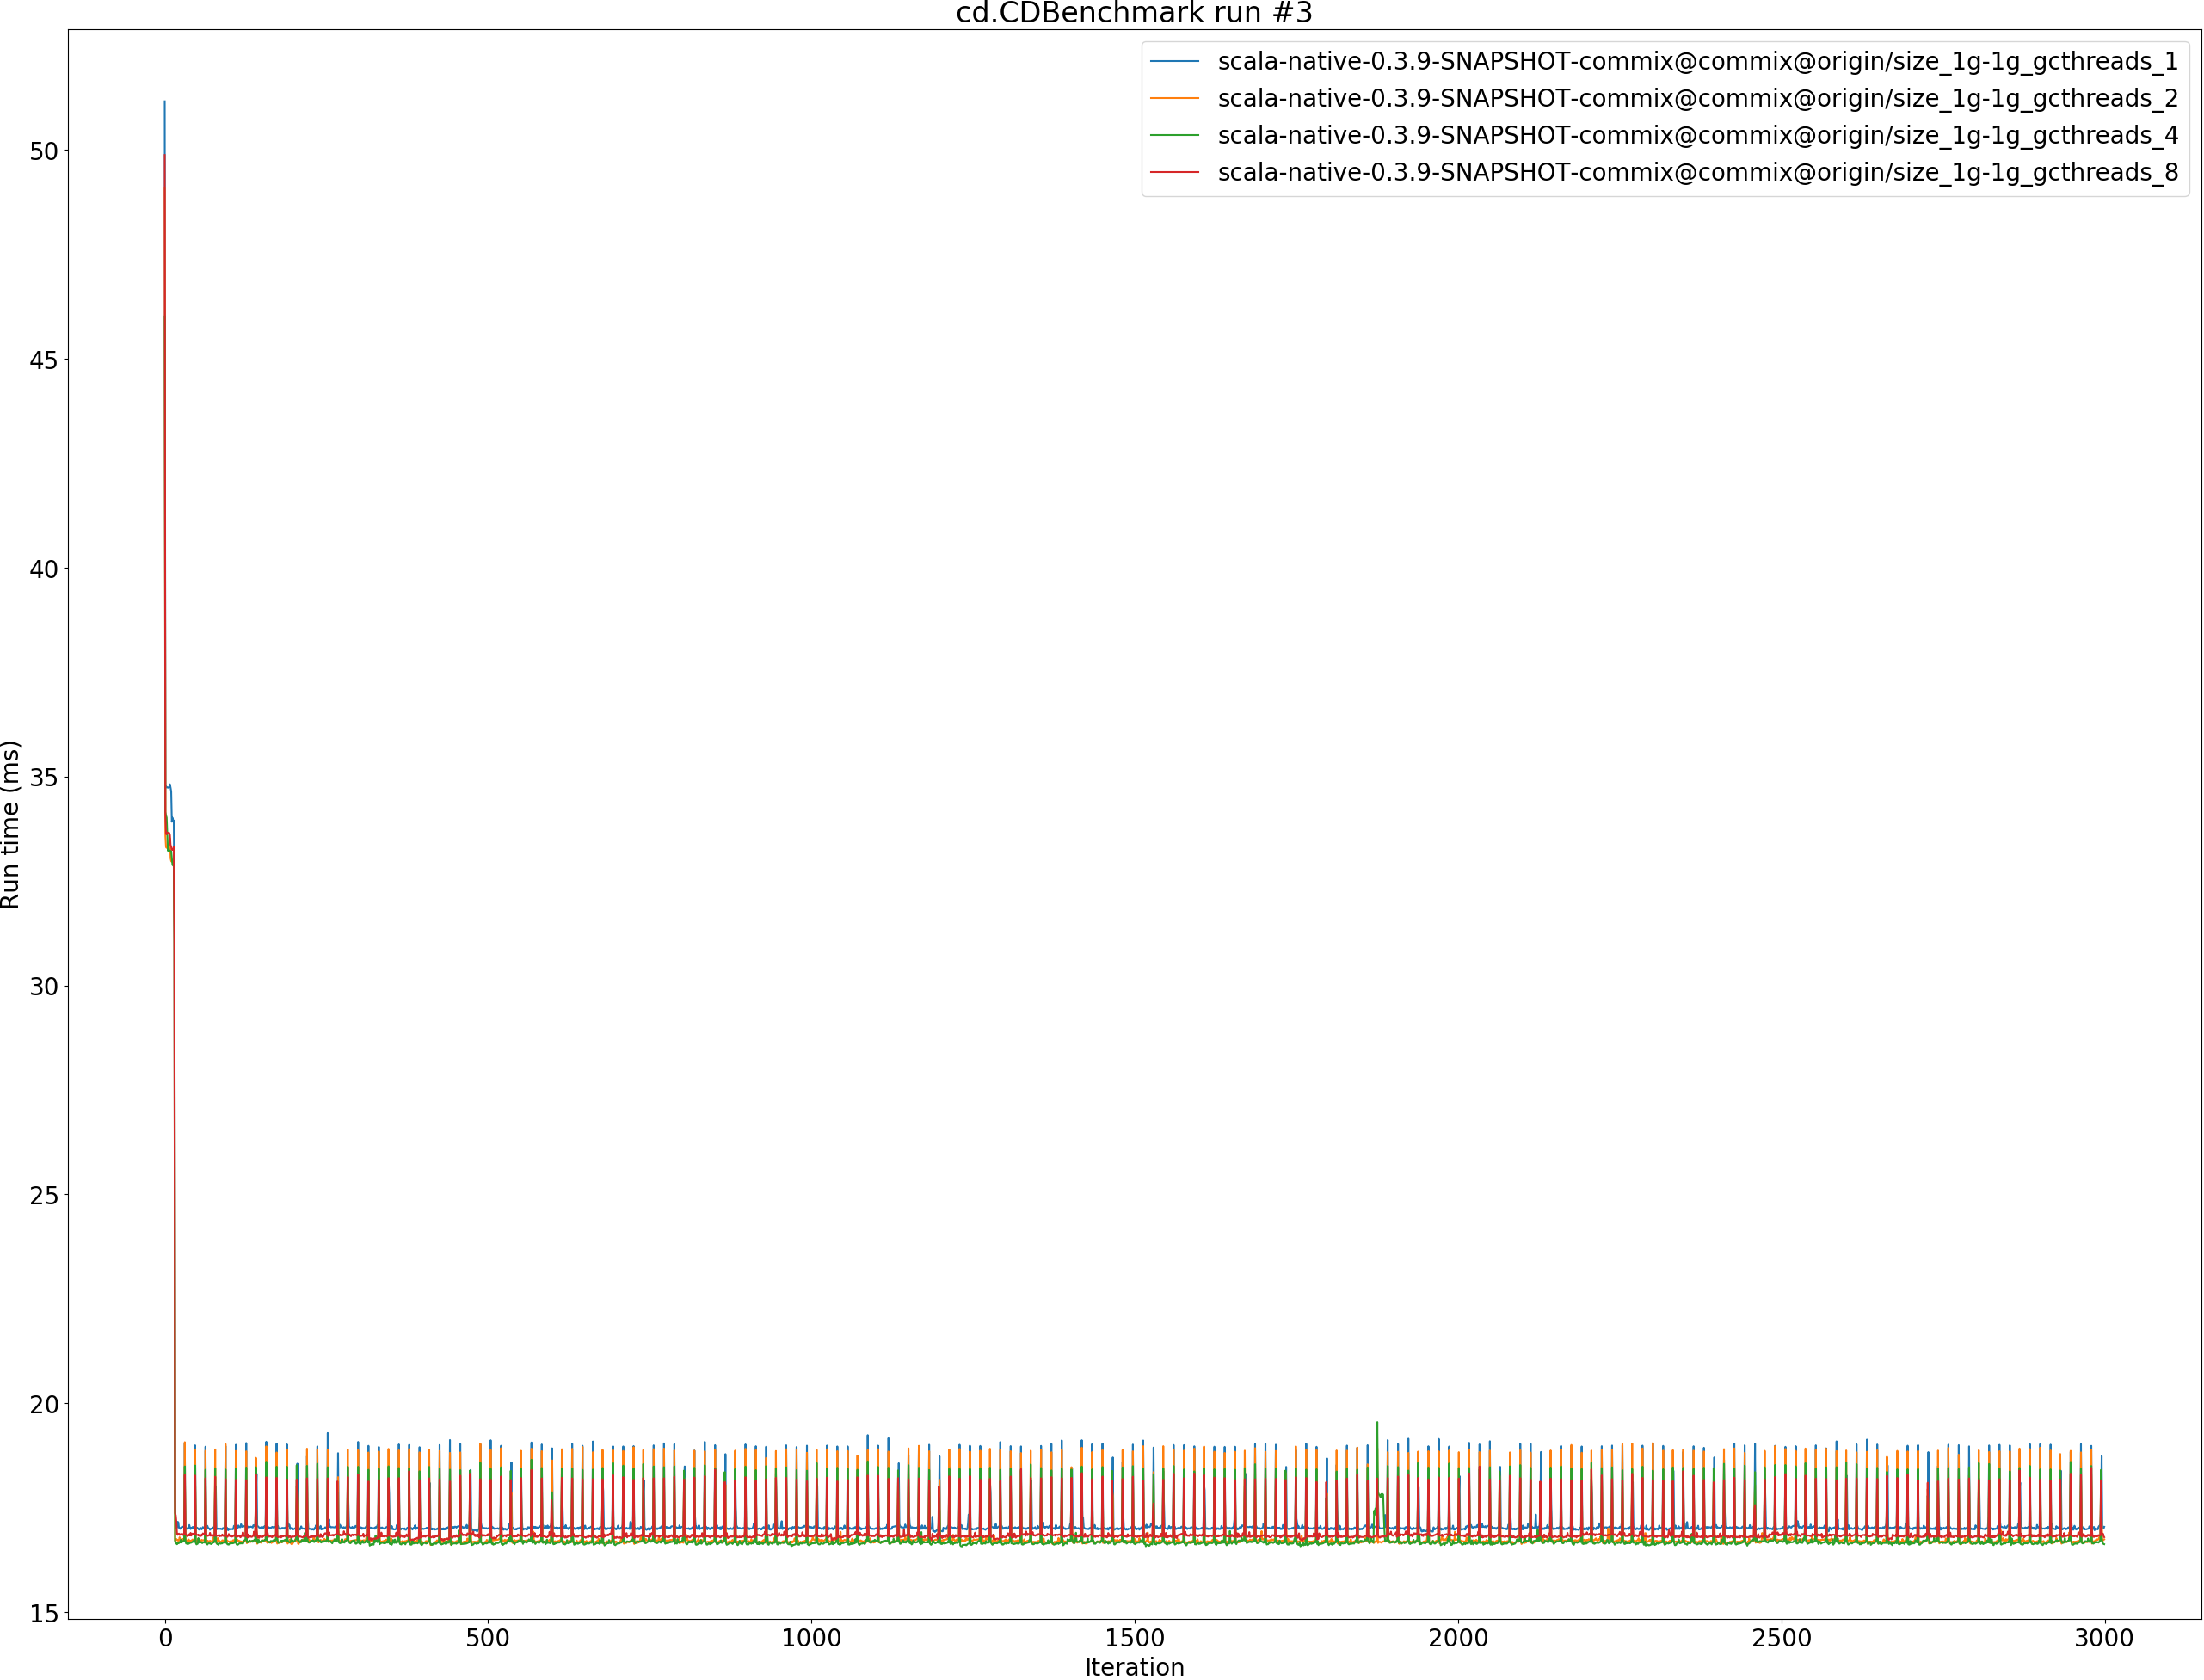 cd.CDBenchmark run #3
scala-native-0.3.9-SNAPSHOT-commix@commix@origin/size_1g-1g_gcthreads_1
scala-native-0.3.9-SNAPSHOT-commix@commix@origin/size_1g-1g_gcthreads_2
scala-native-0.3.9-SNAPSHOT-commix@commix@origin/size_1g-1g_gcthreads_4
scala-native-0.3.9-SNAPSHOT-commix@commix@origin/size_1g-1g_gcthreads_8
Run time (ms)
50
45
40
35
30
25
20
15
0 500 1000 1500 2000 2500 3000
Iteration